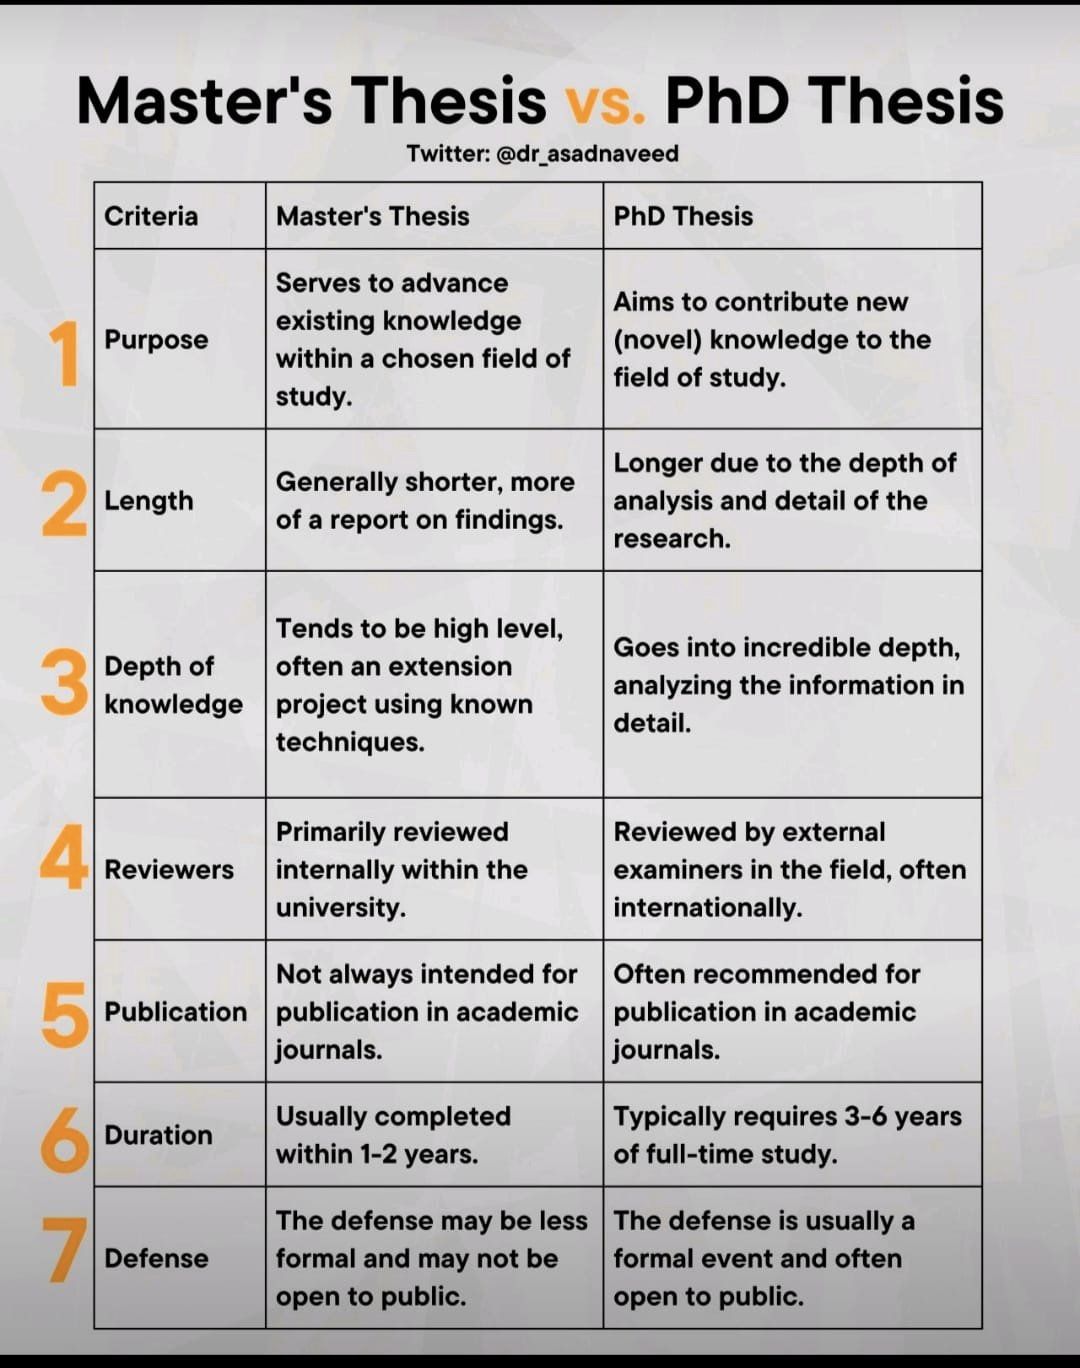 Master's Thesis vs. PhD Thesis
Twitter: @dr_asadnaveed
Criteria
Master's Thesis
PhD Thesis
1
Purpose
Serves to advance
existing knowledge
within a chosen field of
study.
Aims to contribute new
(novel) knowledge to the
field of study.
2
Length
Generally shorter, more
of a report on findings.
Longer due to the depth of
analysis and detail of the
research.
3
Depth of
knowledge
Tends to be high level,
often an extension
project using known
techniques.
Goes into incredible depth,
analyzing the information in
detail.
4
Reviewers
Primarily reviewed
internally within the
university.
Reviewed by external
examiners in the field, often
internationally.
5
Publication
Not always intended for
publication in academic
journals.
Often recommended for
publication in academic
journals.
6
Duration
Usually completed
within 1-2 years.
Typically requires 3-6 years
of full-time study.
7
Defense
The defense may be less
formal and may not be
open to public.
The defense is usually a
formal event and often
open to public.